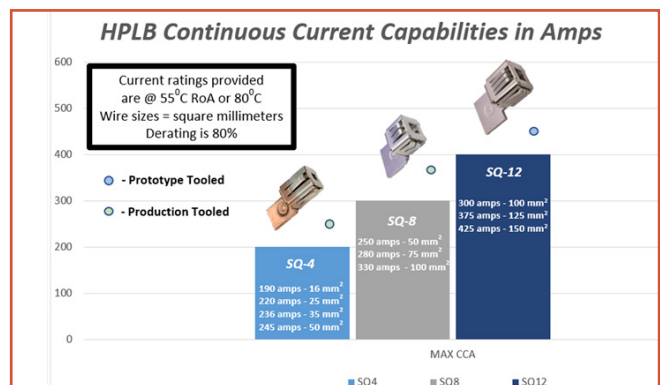 HPLB Continuous Current Capabilities in Amps
600
500
400
300
200
100
0
Current ratings provided
are @ 55⁰C RoA or 80⁰C
Wire sizes = square millimeters
Derating is 80%
- Prototype Tooled
- Production Tooled
SQ-4
190 amps - 16 mm²
220 amps - 25 mm²
236 amps - 35 mm²
245 amps - 50 mm²
SQ-8
250 amps - 50 mm²
280 amps - 75 mm²
330 amps - 100 mm²
SQ-12
300 amps - 100 mm²
375 amps - 125 mm²
425 amps - 150 mm²
MAX CCA
SQ4
SQ8
SQ12